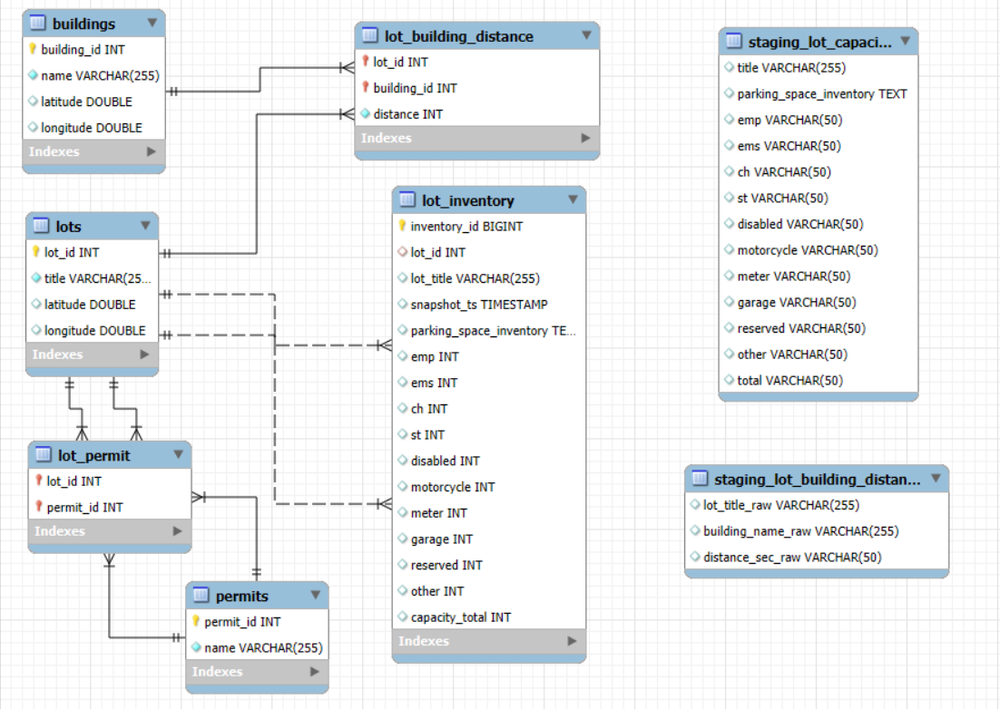 buildings
building_id INT
name VARCHAR(255)
latitude DOUBLE
longitude DOUBLE
Indexes
lot_building_distance
lot_id INT
building_id INT
distance INT
Indexes
staging_lot_capaci...
title VARCHAR(255)
parking_space_inventory TEXT
emp VARCHAR(50)
ems VARCHAR(50)
ch VARCHAR(50)
st VARCHAR(50)
disabled VARCHAR(50)
motorcycle VARCHAR(50)
meter VARCHAR(50)
garage VARCHAR(50)
reserved VARCHAR(50)
other VARCHAR(50)
total VARCHAR(50)
lots
lot_id INT
title VARCHAR(25...
latitude DOUBLE
longitude DOUBLE
Indexes
lot_inventory
inventory_id BIGINT
lot_id INT
lot_title VARCHAR(255)
snapshot_ts TIMESTAMP
parking_space_inventory TE...
emp INT
ems INT
ch INT
st INT
disabled INT
motorcycle INT
meter INT
garage INT
reserved INT
other INT
capacity_total INT
Indexes
lot_permit
lot_id INT
permit_id INT
Indexes
permits
permit_id INT
name VARCHAR(255)
Indexes
staging_lot_building_distan...
lot_title_raw VARCHAR(255)
building_name_raw VARCHAR(255)
distance_sec_raw VARCHAR(50)